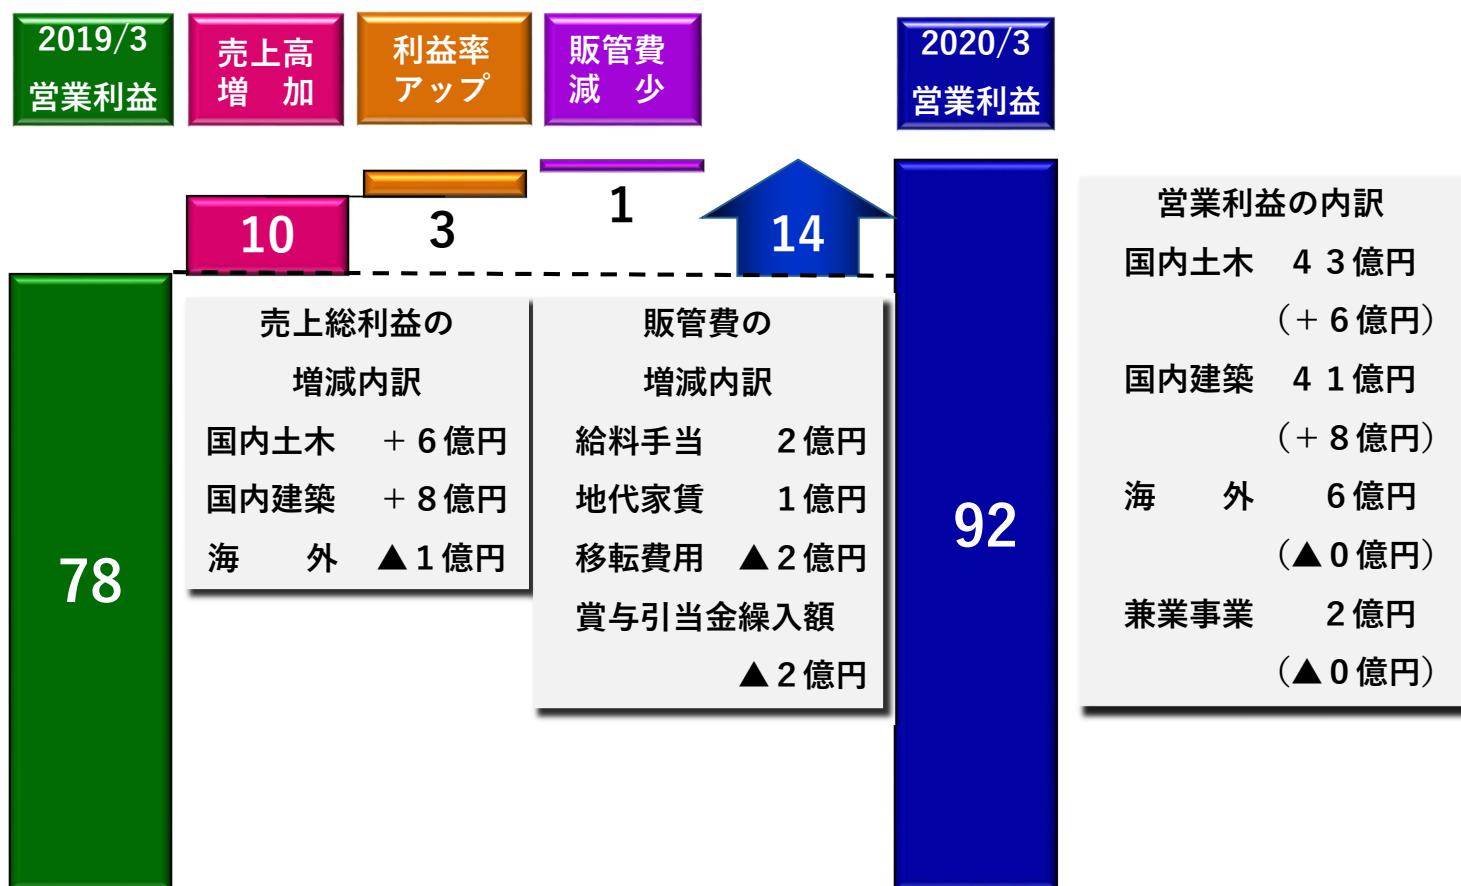 2019/3
営業利益
売上高
増　加
利益率
アップ
販管費
減　少
2020/3
営業利益
10
3
1
14
78
92
売上総利益の
増減内訳
国内土木　＋６億円
国内建築　＋８億円
海　　外　▲１億円
販管費の
増減内訳
給料手当　　２億円
地代家賃　　１億円
移転費用　▲２億円
賞与引当金繰入額
▲２億円
営業利益の内訳
国内土木　４３億円
（＋６億円）
国内建築　４１億円
（＋８億円）
海　　外　　６億円
（▲０億円）
兼業事業　　２億円
（▲０億円）